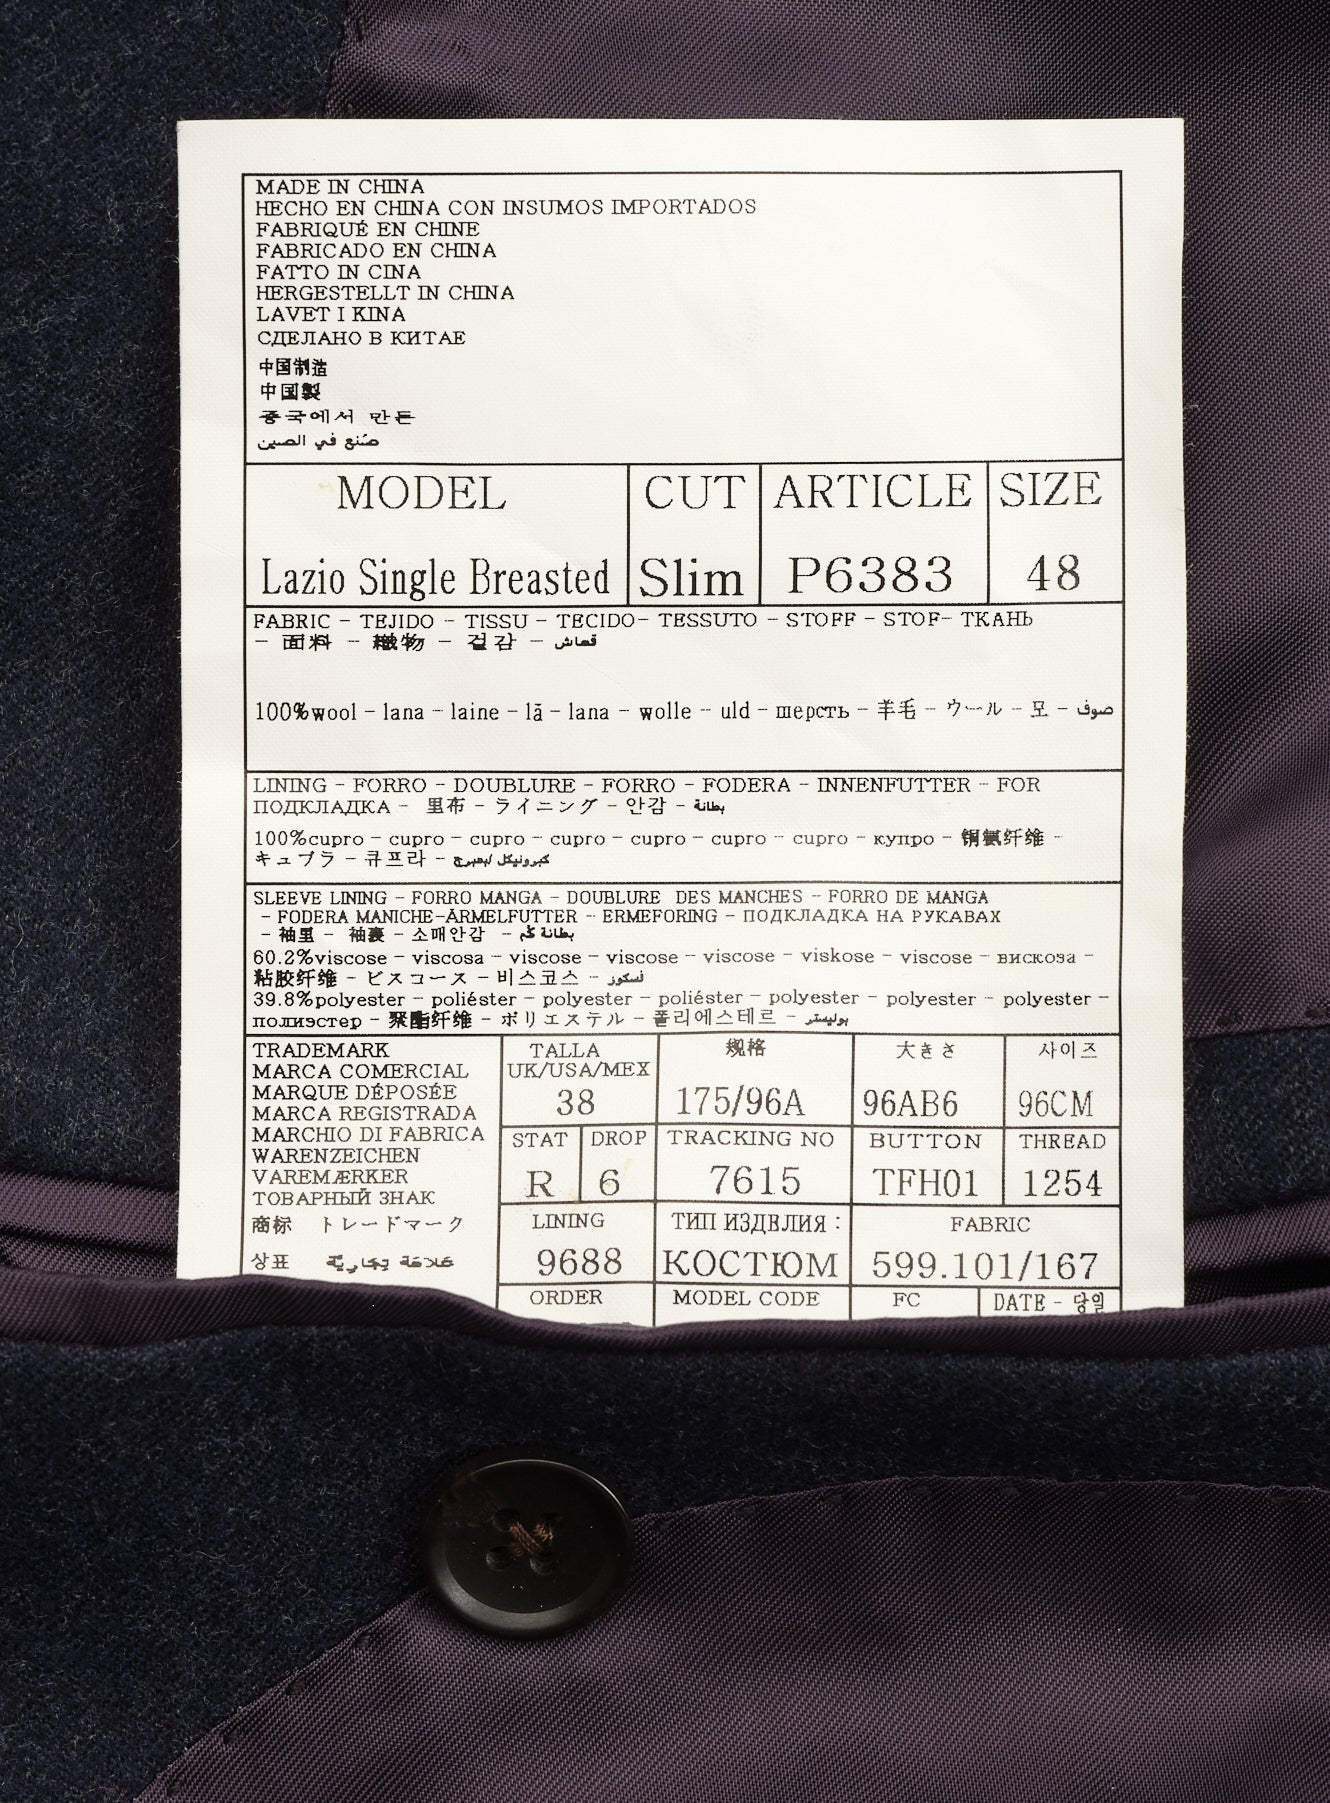 MADE IN CHINA
HECHO EN CHINA CON INSUMOS IMPORTADOS
FABRIQUÉ EN CHINE
FABRICADO EN CHINA
FATTO IN CINA
HERGESTELLT IN CHINA
LAVET I KINA
СДЕЛАНО В КИТАЕ
中国制造
中国製
중국에서 만든
صنع في الصين
MODEL CUT ARTICLE SIZE
Lazio Single Breasted Slim P6383 48
FABRIC - TEJIDO - TISSU - TECIDO- TESSUTO - STOFF - STOF- ТКАНЬ
- 面料 - 織物 - 겉감 - قماش
100%wool - lana - laine - lã - lana - wolle - uld - шерсть - 羊毛 - ウール - 모 - صوف
LINING - FORRO - DOUBLURE - FORRO - FODERA - INNENFUTTER - FOR
ПОДКЛАДКА - 里布 - ライニング - 안감 - بطانة
100%cupro - cupro - cupro - cupro - cupro - cupro - cupro - купро - 铜氨纤维 -
キュプラ - 큐프라 -
SLEEVE LINING - FORRO MANGA - DOUBLURE DES MANCHES - FORRO DE MANGA
- FODERA MANICHE-ÄRMELFUTTER - ERMEFORING - ПОДКЛАДКА НА РУКАВАХ
- 袖里 - 袖裏 - 소매안감 - بطانة كم
60.2%viscose - viscosa - viscose - viscose - viscose - viskose - viscose - вискоза -
粘胶纤维 - ビスコース - 비스코스 - فسكوز
39.8%polyester - poliéster - polyester - poliéster - polyester - polyester - polyester -
полиэстер - 聚酯纤维 - ポリエステル - 폴리에스테르 - بوليستر
TRADEMARK
MARCA COMERCIAL
MARQUE DÉPOSÉE
MARCA REGISTRADA
MARCHIO DI FABRICA
WARENZEICHEN
VAREMÆRKER
ТОВАРНЫЙ ЗНАК
商标 トレードマーク
상표 علامة تجارية
TALLA 规格 大きさ 사이즈
UK/USA/MEX
38 175/96A 96AB6 96CM
STAT DROP TRACKING NO BUTTON THREAD
R 6 7615 TFH01 1254
LINING ТИП ИЗДЕЛИЯ : FABRIC
9688 КОСТЮМ 599.101/167
ORDER MODEL CODE FC DATE - 당일